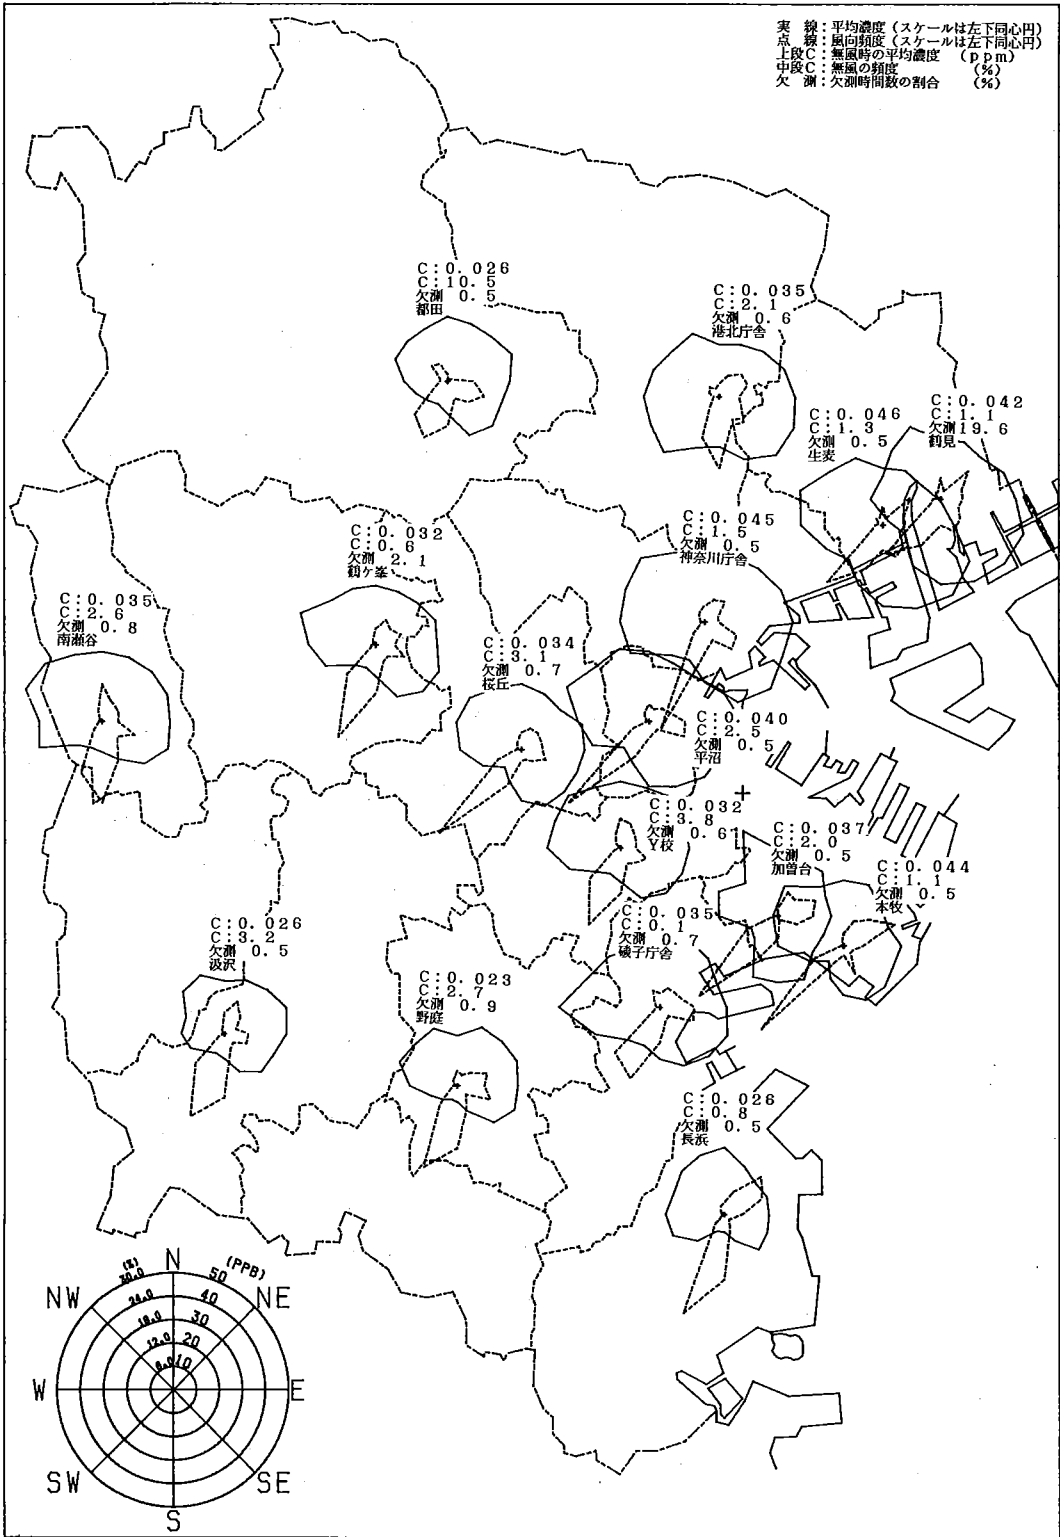 実 線：平均濃度（スケールは左下同心円）
点 線：風向頻度（スケールは左下同心円）
上段C：無風時の平均濃度 （ppm）
中段C：無風の頻度 （%）
欠 測：欠測時間数の割合 （%）
C：0．026
C：10．5
欠測 0．5
都田
C：0．035
C：2．1
欠測 0．6
港北庁舎
C：0．042
C：1．1
欠測19．6
鶴見
C：0．046
C：1．3
欠測 0．5
生麦
C：0．045
C：1．5
欠測 0．5
神奈川庁舎
C：0．032
C：0．6
欠測 2．1
鶴ケ峯
C：0．035
C：2．6
欠測 0．8
南瀬谷
C：0．034
C：3．1
欠測 0．7
桜丘
C：0．040
C：2．5
欠測 0．5
平沼
C：0．032
C：3．8
欠測 0．6
Y校
C：0．037
C：2．0
欠測 0．5
加曽台
C：0．044
C：1．1
欠測 0．5
本牧
C：0．035
C：0．1
欠測 0．7
磯子庁舎
C：0．026
C：3．2
欠測 0．5
汲沢
C：0．023
C：2．7
欠測 0．9
野庭
C：0．026
C：0．8
欠測 0．5
長浜
N
(%) (PPB)
30.0 50
NW NE
24.0 40
18.0 30
12.0 20
6.0 10
W E
SW SE
S